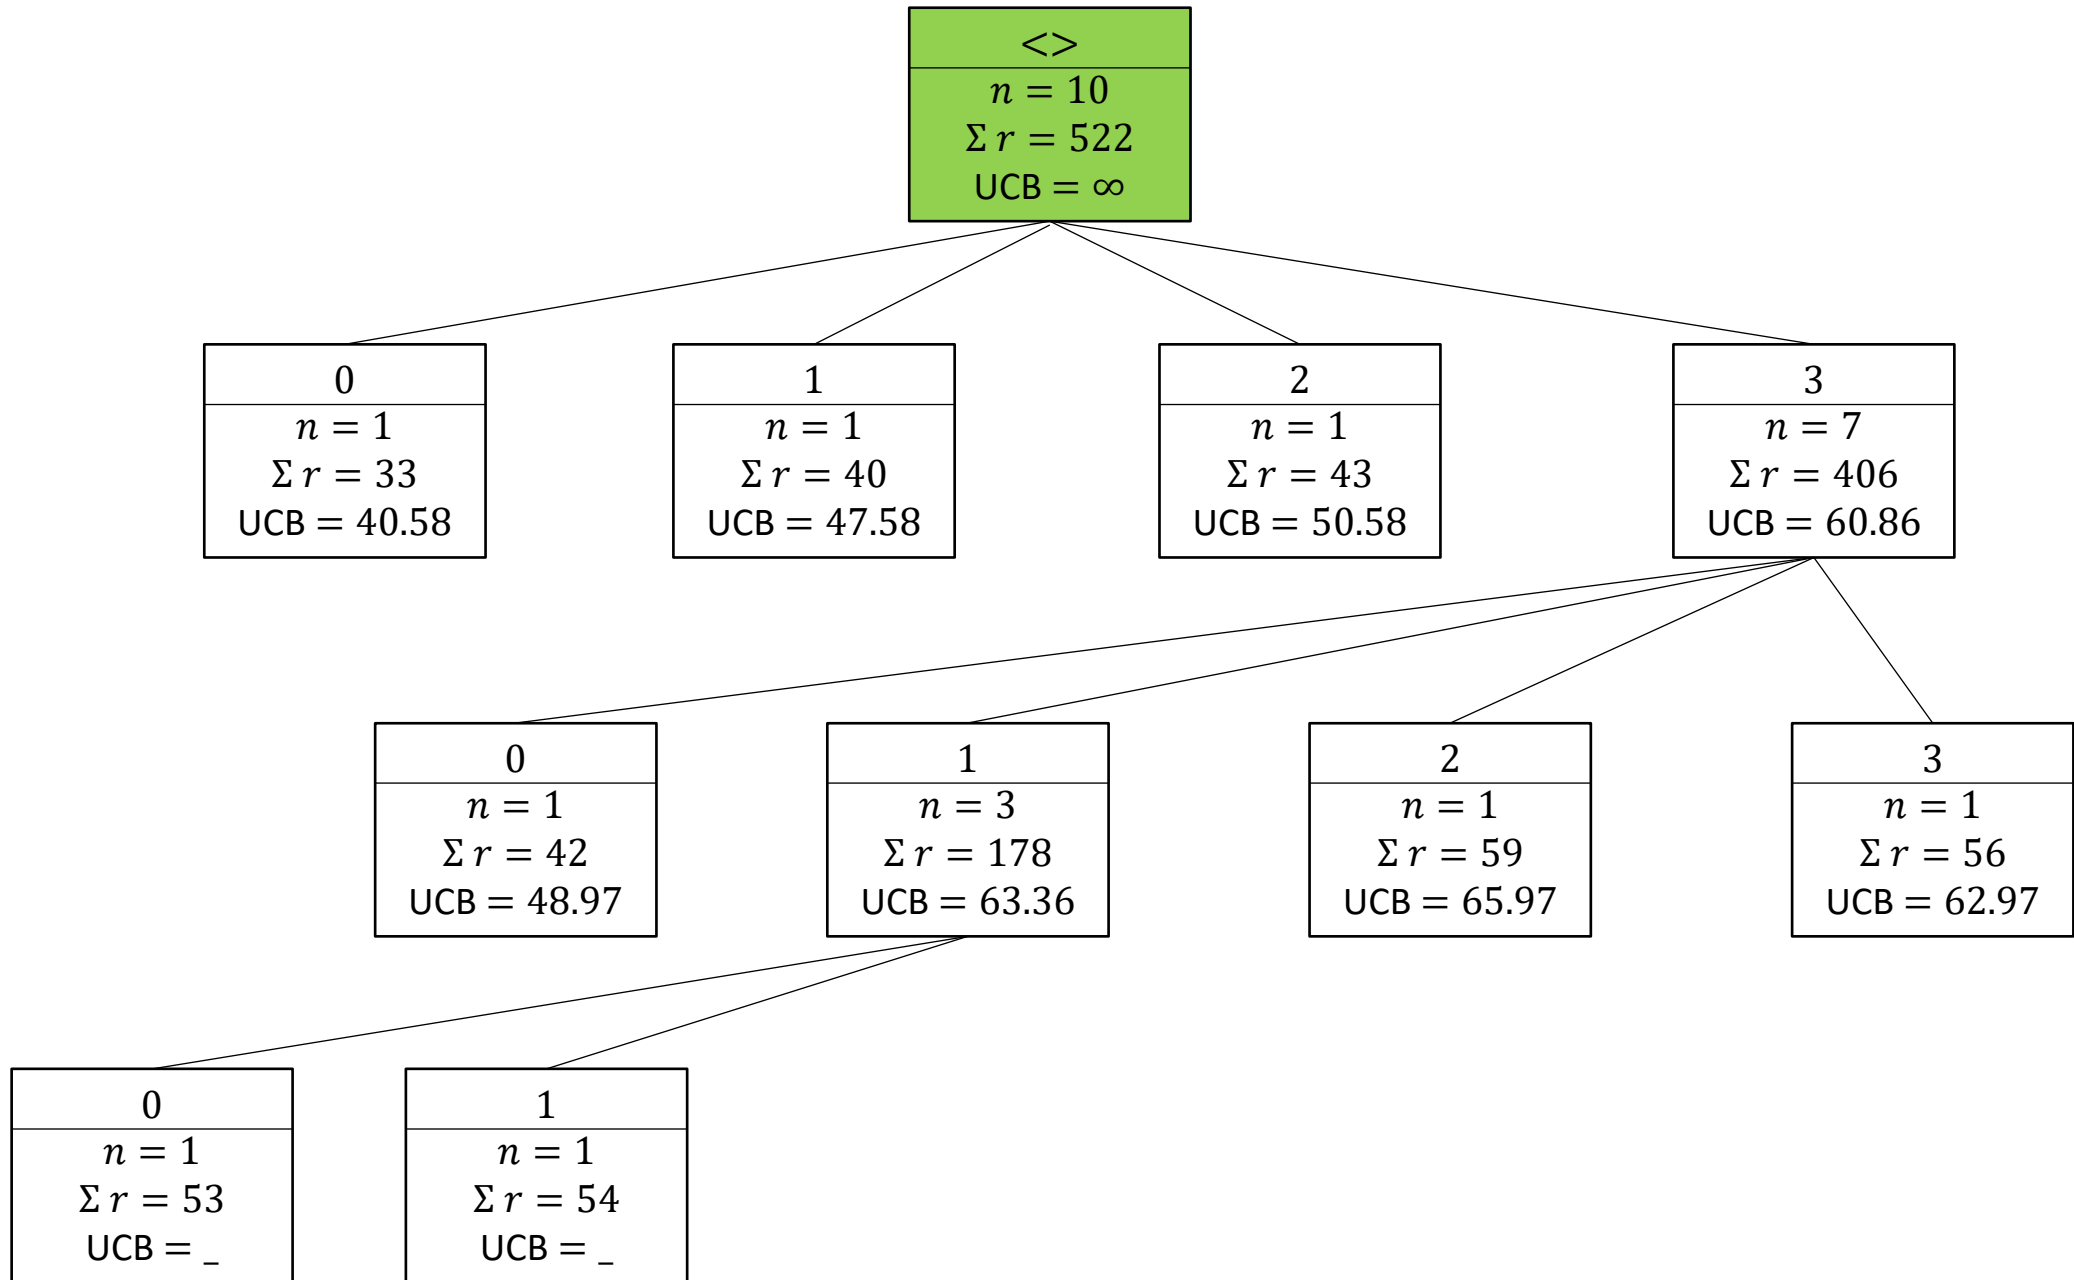 <>
n = 10
Σ r = 522
UCB = ∞
0
n = 1
Σ r = 33
UCB = 40.58
1
n = 1
Σ r = 40
UCB = 47.58
2
n = 1
Σ r = 43
UCB = 50.58
3
n = 7
Σ r = 406
UCB = 60.86
0
n = 1
Σ r = 42
UCB = 48.97
1
n = 3
Σ r = 178
UCB = 63.36
2
n = 1
Σ r = 59
UCB = 65.97
3
n = 1
Σ r = 56
UCB = 62.97
0
n = 1
Σ r = 53
UCB = _
1
n = 1
Σ r = 54
UCB = _